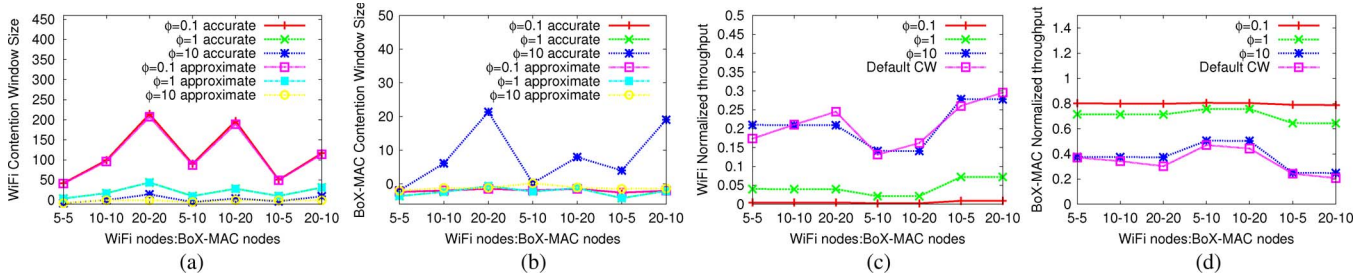 WiFi Contention Window Size
450
400
350
300
250
200
150
100
50
0
ϕ=0.1 accurate
ϕ=1 accurate
ϕ=10 accurate
ϕ=0.1 approximate
ϕ=1 approximate
ϕ=10 approximate
5-5 10-10 20-20 5-10 10-20 10-5 20-10
WiFi nodes:BoX-MAC nodes
(a)
BoX-MAC Contention Window Size
50
40
30
20
10
0
ϕ=0.1 accurate
ϕ=1 accurate
ϕ=10 accurate
ϕ=0.1 approximate
ϕ=1 approximate
ϕ=10 approximate
5-5 10-10 20-20 5-10 10-20 10-5 20-10
WiFi nodes:BoX-MAC nodes
(b)
WiFi Normalized throughput
0.5
0.45
0.4
0.35
0.3
0.25
0.2
0.15
0.1
0.05
0
ϕ=0.1
ϕ=1
ϕ=10
Default CW
5-5 10-10 20-20 5-10 10-20 10-5 20-10
WiFi nodes:BoX-MAC nodes
(c)
BoX-MAC Normalized throughput
1.4
1.2
1
0.8
0.6
0.4
0.2
0
ϕ=0.1
ϕ=1
ϕ=10
Default CW
5-5 10-10 20-20 5-10 10-20 10-5 20-10
WiFi nodes:BoX-MAC nodes
(d)